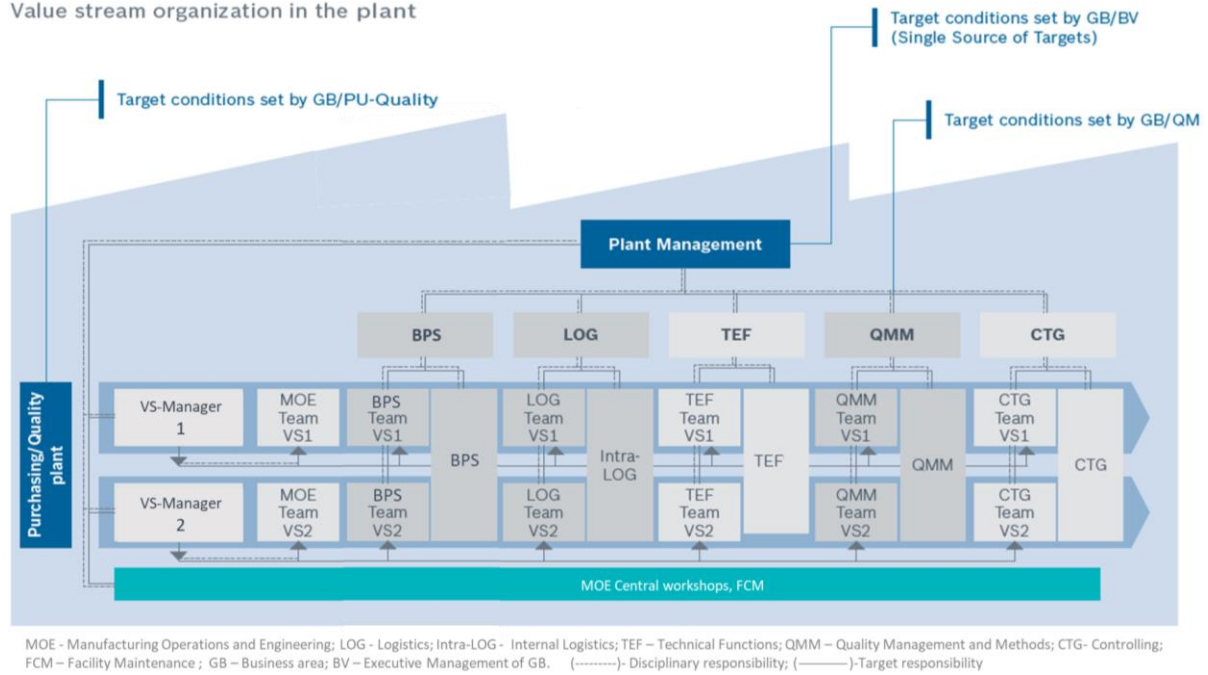 Value stream organization in the plant
Target conditions set by GB/BV
(Single Source of Targets)
Target conditions set by GB/PU-Quality
Target conditions set by GB/QM
Plant Management
BPS
LOG
TEF
QMM
CTG
Purchasing/Quality
plant
VS-Manager
1
MOE
Team
VS1
BPS
Team
VS1
BPS
LOG
Team
VS1
Intra-
LOG
TEF
Team
VS1
TEF
QMM
Team
VS1
QMM
CTG
Team
VS1
CTG
VS-Manager
2
MOE
Team
VS2
BPS
Team
VS2
LOG
Team
VS2
TEF
Team
VS2
QMM
Team
VS2
CTG
Team
VS2
MOE Central workshops, FCM
MOE - Manufacturing Operations and Engineering; LOG - Logistics; Intra-LOG - Internal Logistics; TEF – Technical Functions; QMM – Quality Management and Methods; CTG- Controlling;
FCM – Facility Maintenance ; GB – Business area; BV – Executive Management of GB. (---------)- Disciplinary responsibility; (———)-Target responsibility